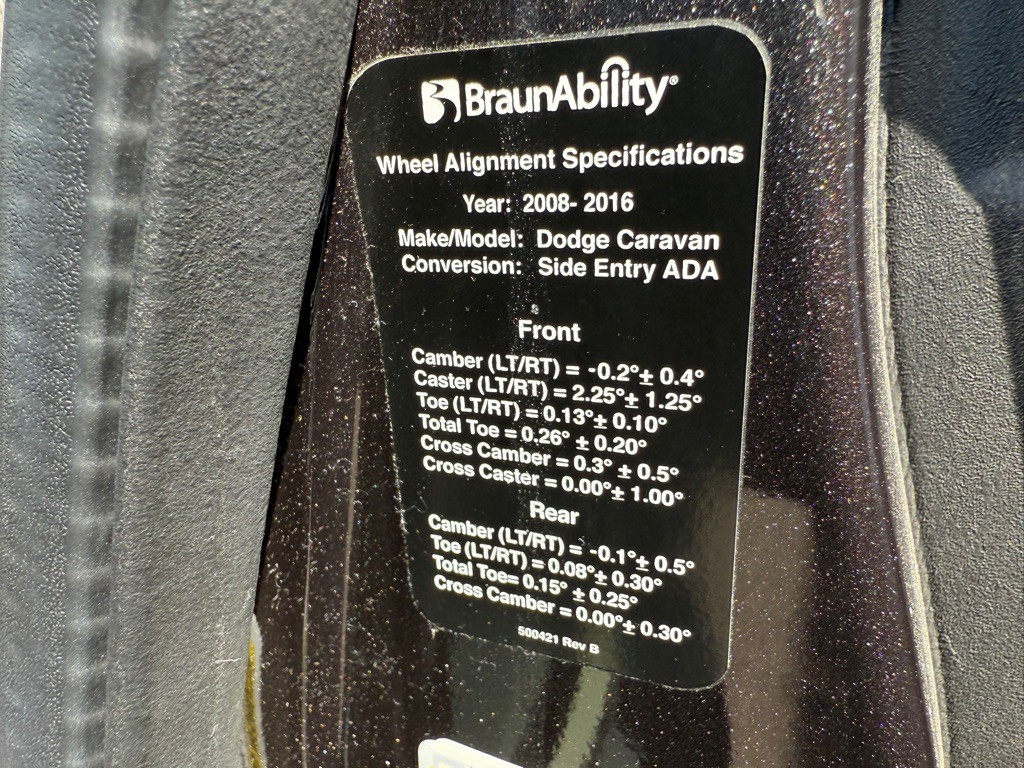 BraunAbility®
Wheel Alignment Specifications
Year: 2008- 2016
Make/Model: Dodge Caravan
Conversion: Side Entry ADA
Front
Camber (LT/RT) = -0.2°± 0.4°
Caster (LT/RT) = 2.25°± 1.25°
Toe (LT/RT) = 0.13°± 0.10°
Total Toe = 0.26° ± 0.20°
Cross Camber = 0.3° ± 0.5°
Cross Caster = 0.00°± 1.00°
Rear
Camber (LT/RT) = -0.1°± 0.5°
Toe (LT/RT) = 0.08°± 0.30°
Total Toe= 0.15° ± 0.25°
Cross Camber = 0.00°± 0.30°
500421 Rev B